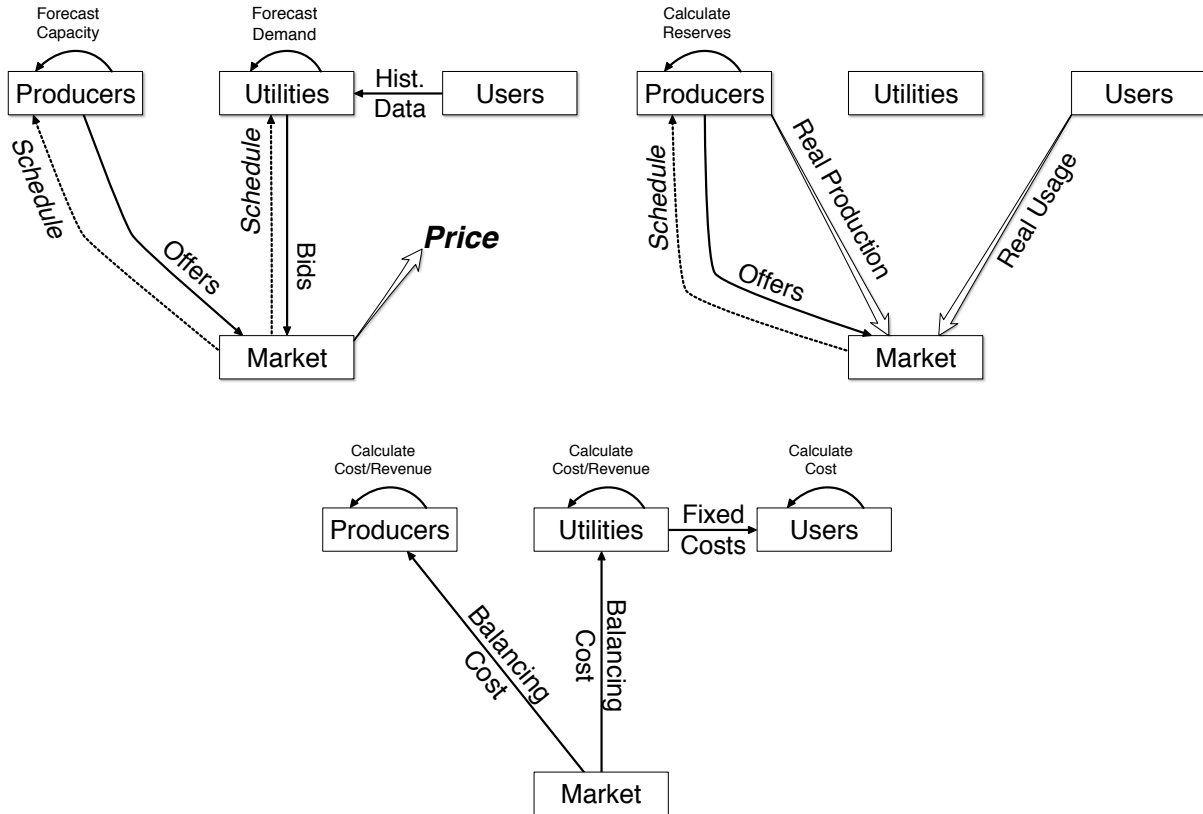 Forecast
Capacity
Forecast
Demand
Producers
Utilities
Hist.
Data
Users
Schedule
Offers
Schedule
Bids
Price
Market
Calculate
Reserves
Producers
Utilities
Users
Schedule
Offers
Real Production
Real Usage
Market
Calculate
Cost/Revenue
Calculate
Cost/Revenue
Calculate
Cost
Producers
Utilities
Fixed
Costs
Users
Balancing
Cost
Balancing
Cost
Market